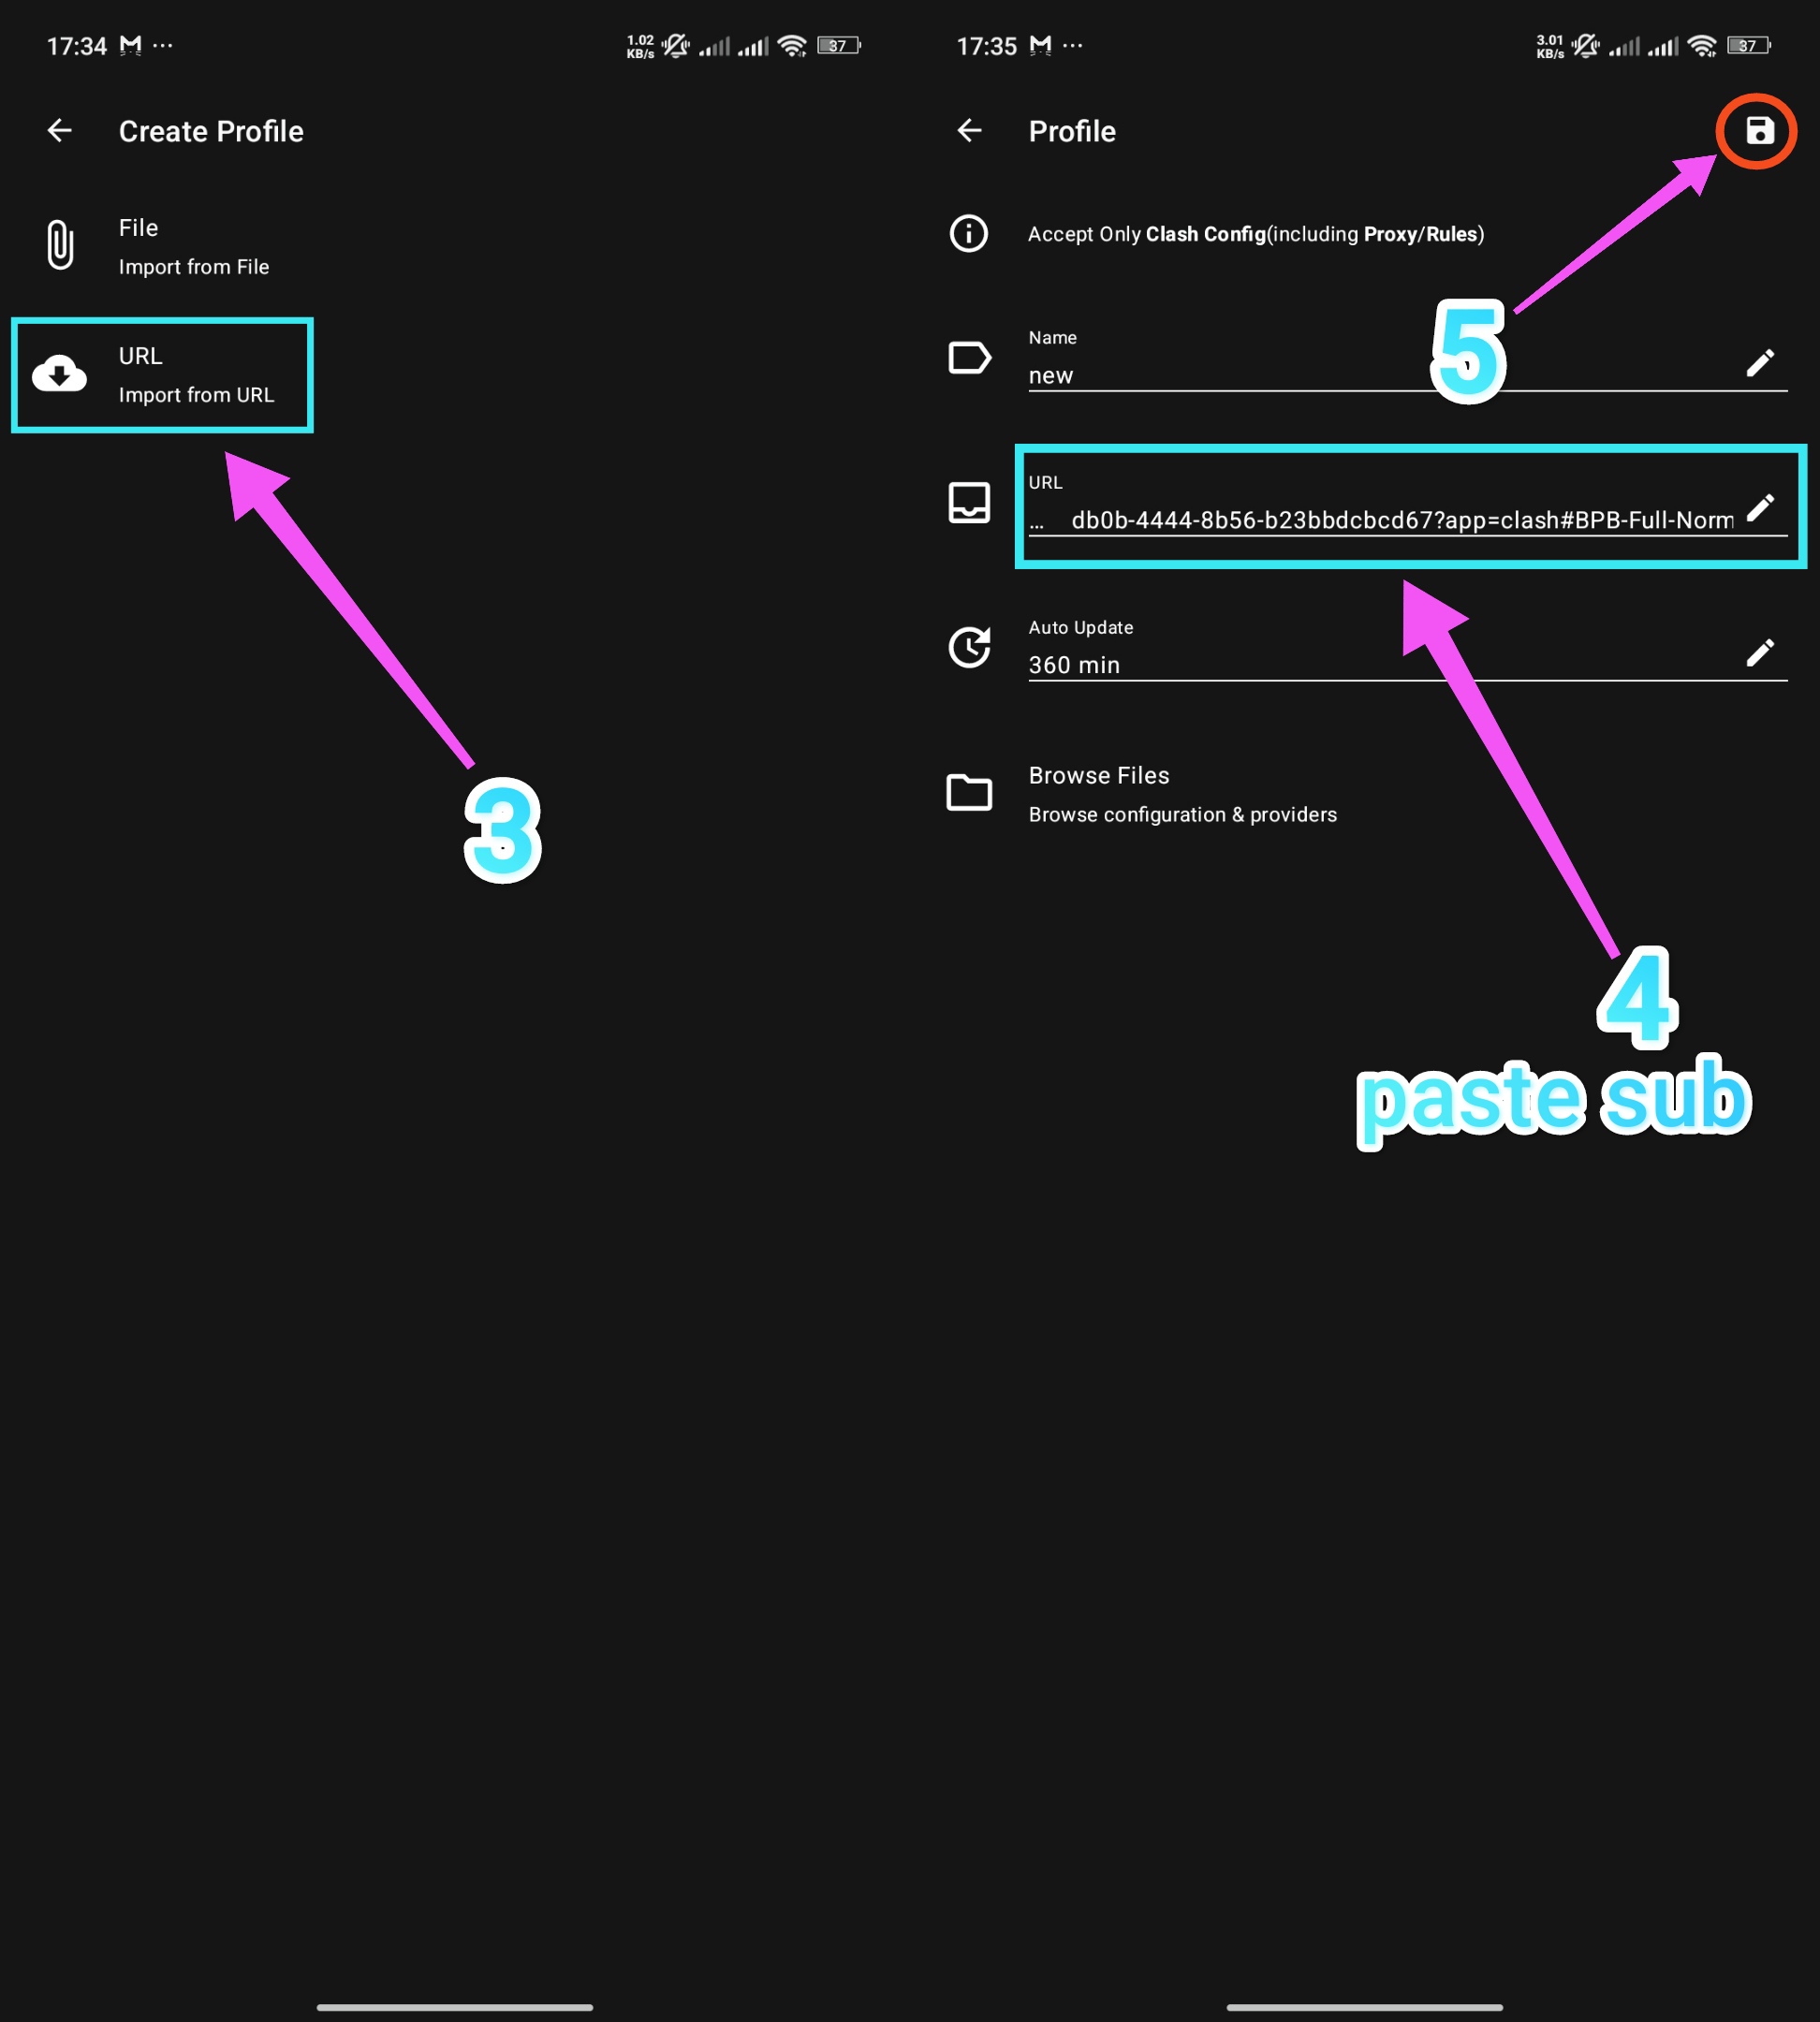 17:34
1.02
KB/s
37
Create Profile
File
Import from File
URL
Import from URL
3
17:35
3.01
KB/s
37
Profile
Accept Only Clash Config(including Proxy/Rules)
5
Name
new
URL
... db0b-4444-8b56-b23bbdcbcd67?app=clash#BPB-Full-Norm
Auto Update
360 min
Browse Files
Browse configuration & providers
4
paste sub